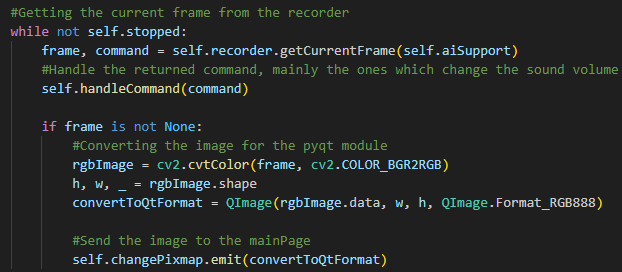 #Getting the current frame from the recorder
while not self.stopped:
    frame, command = self.recorder.getCurrentFrame(self.aiSupport)
    #Handle the returned command, mainly the ones which change the sound volume
    self.handleCommand(command)

    if frame is not None:
        #Converting the image for the pyqt module
        rgbImage = cv2.cvtColor(frame, cv2.COLOR_BGR2RGB)
        h, w, _ = rgbImage.shape
        convertToQtFormat = QImage(rgbImage.data, w, h, QImage.Format_RGB888)

        #Send the image to the mainPage
        self.changePixmap.emit(convertToQtFormat)